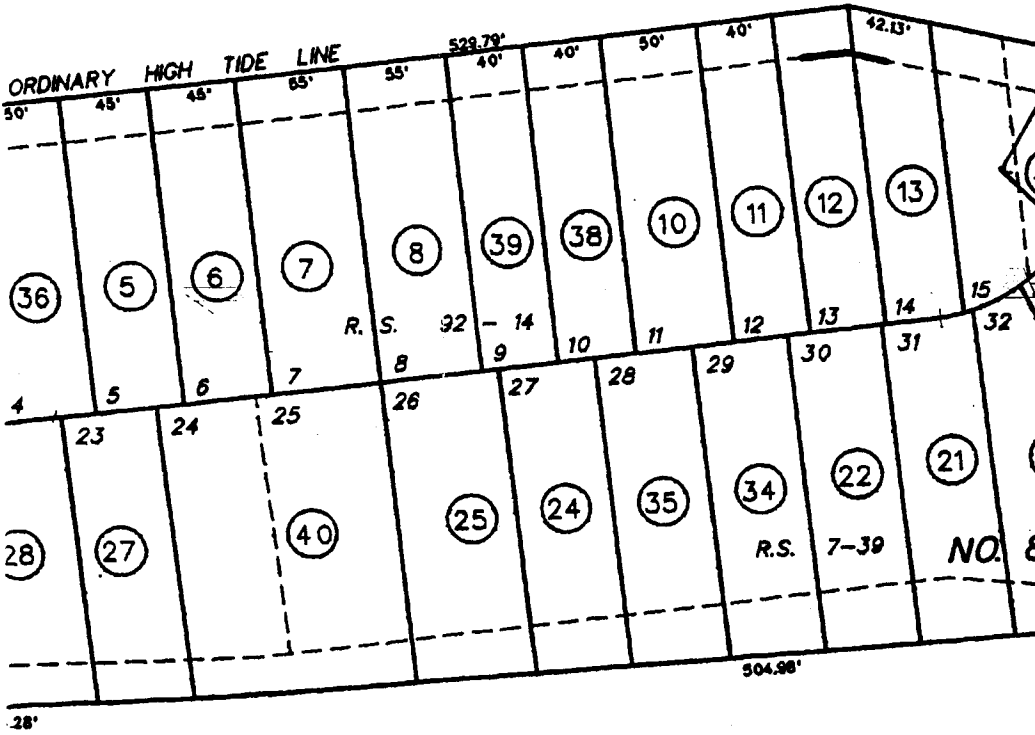 529.79'
42.13'
ORDINARY HIGH TIDE LINE
50' 45' 45' 55' 55' 40' 40' 50' 40'
36 5 6 7 8 39 38 10 11 12 13
R. S. 92 - 14
4 5 6 7 8 9 10 11 12 13 14 15
23 24 25 26 27 28 29 30 31 32
28 27 40 25 24 35 34 22 21
R.S. 7-39
NO.
504.98'
.28'